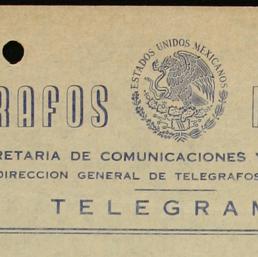 ESTADOS UNIDOS MEXICANOS
RAFOS
RETARIA DE COMUNICACIONES Y
DIRECCION GENERAL DE TELEGRAFOS
TELEGRAM